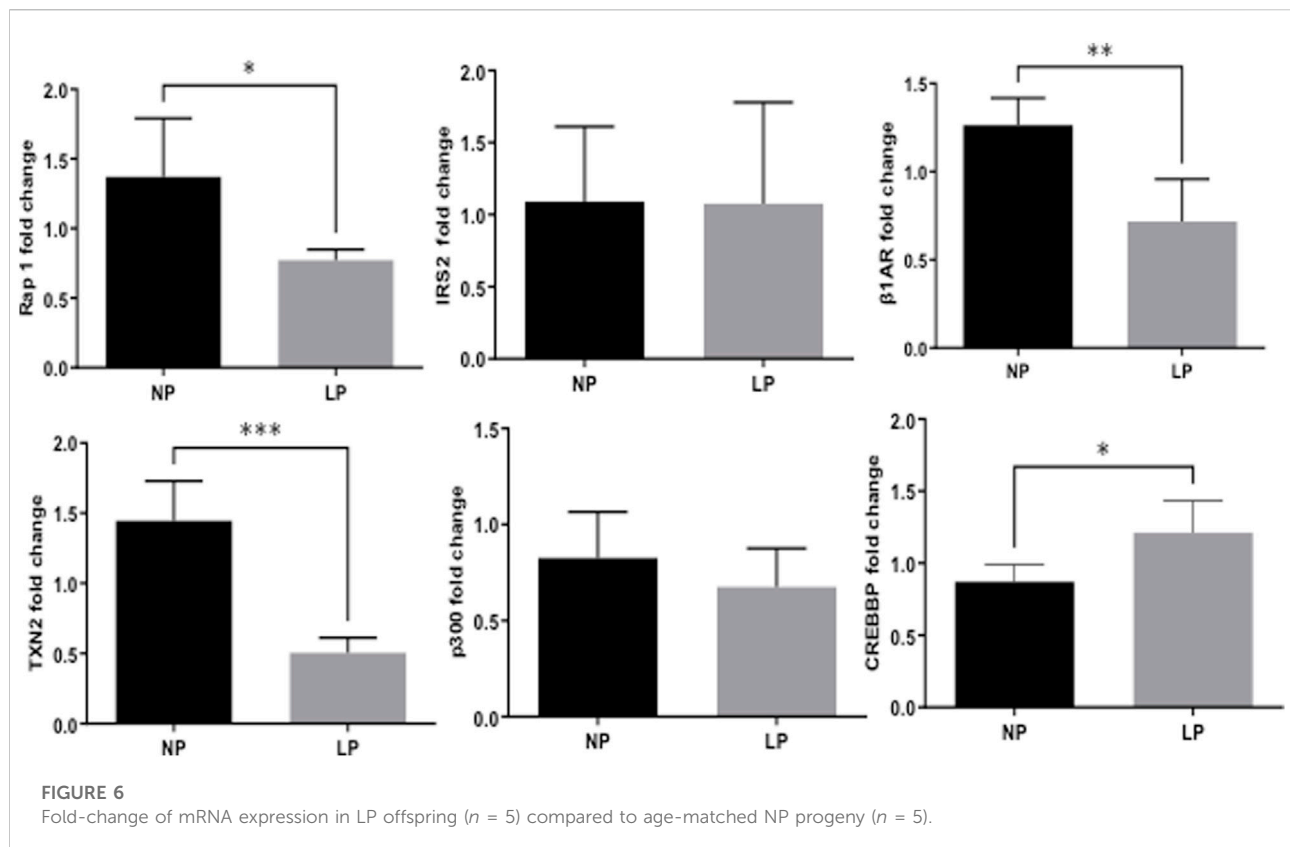 *
Rap 1 fold change
2.0
1.5
1.0
0.5
0.0
NP LP
IRS2 fold change
2.0
1.5
1.0
0.5
0.0
NP LP
**
β1AR fold change
1.5
1.0
0.5
0.0
NP LP
***
TXN2 fold change
2.0
1.5
1.0
0.5
0.0
NP LP
p300 fold change
1.5
1.0
0.5
0.0
NP LP
*
CREBBP fold change
2.0
1.5
1.0
0.5
0.0
NP LP
FIGURE 6
Fold-change of mRNA expression in LP offspring (n = 5) compared to age-matched NP progeny (n = 5).